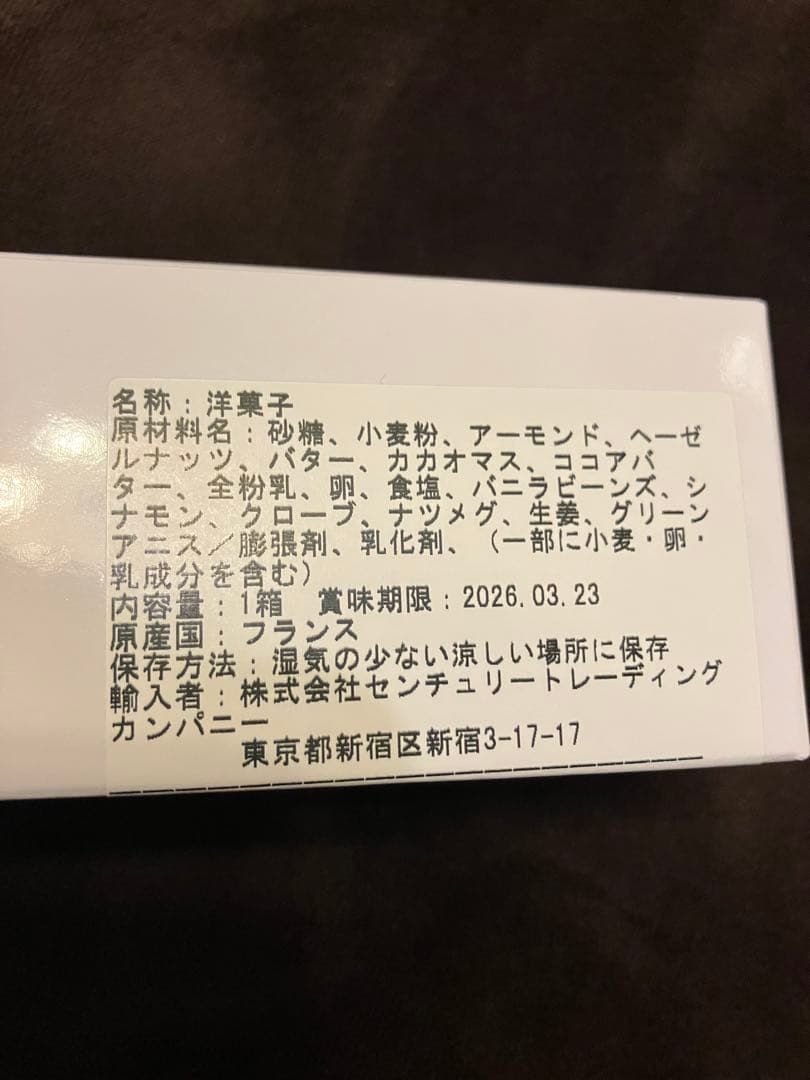 名称：洋菓子
原材料名：砂糖、小麦粉、アーモンド、ヘーゼ
ルナッツ、バター、カカオマス、ココアバ
ター、全粉乳、卵、食塩、バニラビーンズ、シ
ナモン、クローブ、ナツメグ、生姜、グリーン
アニス／膨張剤、乳化剤、（一部に小麦・卵・
乳成分を含む）
内容量：1箱　賞味期限：2026.03.23
原産国：フランス
保存方法：湿気の少ない涼しい場所に保存
輸入者：株式会社センチュリートレーディング
カンパニー
東京都新宿区新宿3-17-17